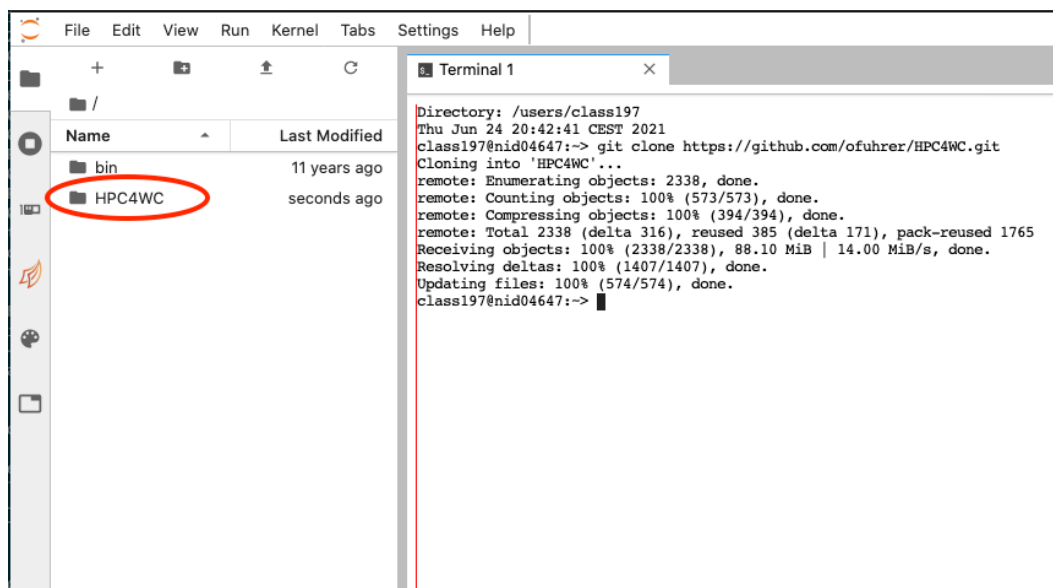 File Edit View Run Kernel Tabs Settings Help
/
Name Last Modified
bin 11 years ago
HPC4WC seconds ago
Terminal 1
Directory: /users/class197
Thu Jun 24 20:42:41 CEST 2021
class197@nid04647:~> git clone https://github.com/ofuhrer/HPC4WC.git
Cloning into 'HPC4WC'...
remote: Enumerating objects: 2338, done.
remote: Counting objects: 100% (573/573), done.
remote: Compressing objects: 100% (394/394), done.
remote: Total 2338 (delta 316), reused 385 (delta 171), pack-reused 1765
Receiving objects: 100% (2338/2338), 88.10 MiB | 14.00 MiB/s, done.
Resolving deltas: 100% (1407/1407), done.
Updating files: 100% (574/574), done.
class197@nid04647:~>